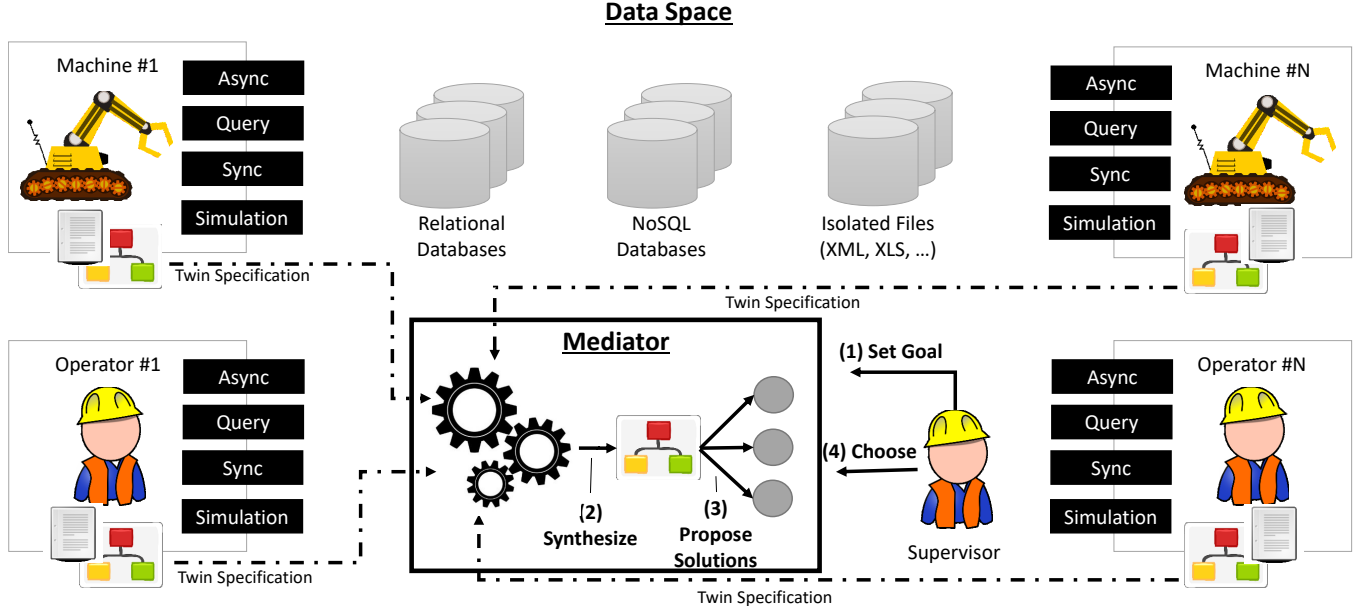 Data Space
Machine #1
Async
Query
Sync
Simulation
Twin Specification
Relational
Databases
NoSQL
Databases
Isolated Files
(XML, XLS, …)
Machine #N
Async
Query
Sync
Simulation
Twin Specification
Operator #1
Async
Query
Sync
Simulation
Twin Specification
Mediator
(2)
Synthesize
(3)
Propose
Solutions
(1) Set Goal
(4) Choose
Supervisor
Operator #N
Async
Query
Sync
Simulation
Twin Specification